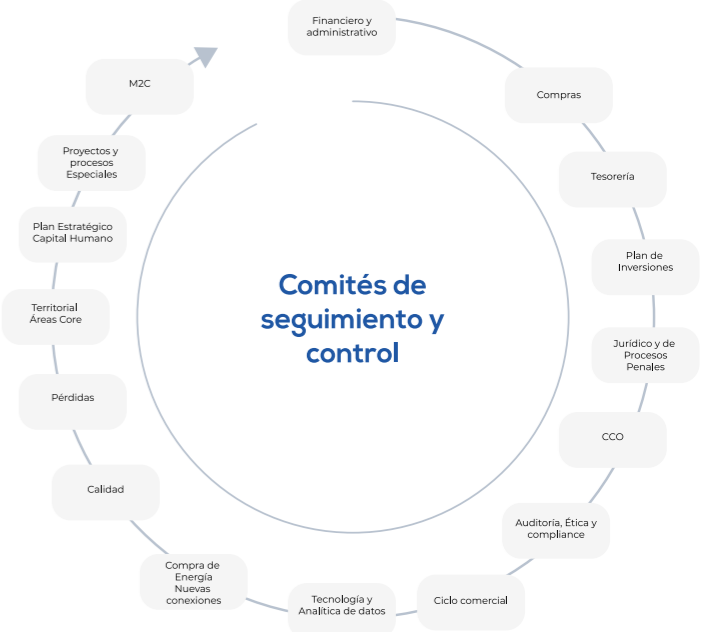 Financiero y
administrativo
Compras
Tesorería
Plan de
Inversiones
Jurídico y de
Procesos
Penales
CCO
Auditoría, Ética y
compliance
Ciclo comercial
Tecnología y
Analítica de datos
Compra de
Energía
Nuevas
conexiones
Calidad
Pérdidas
Territorial
Áreas Core
Plan Estratégico
Capital Humano
Proyectos y
procesos
Especiales
M2C
Comités de
seguimiento y
control